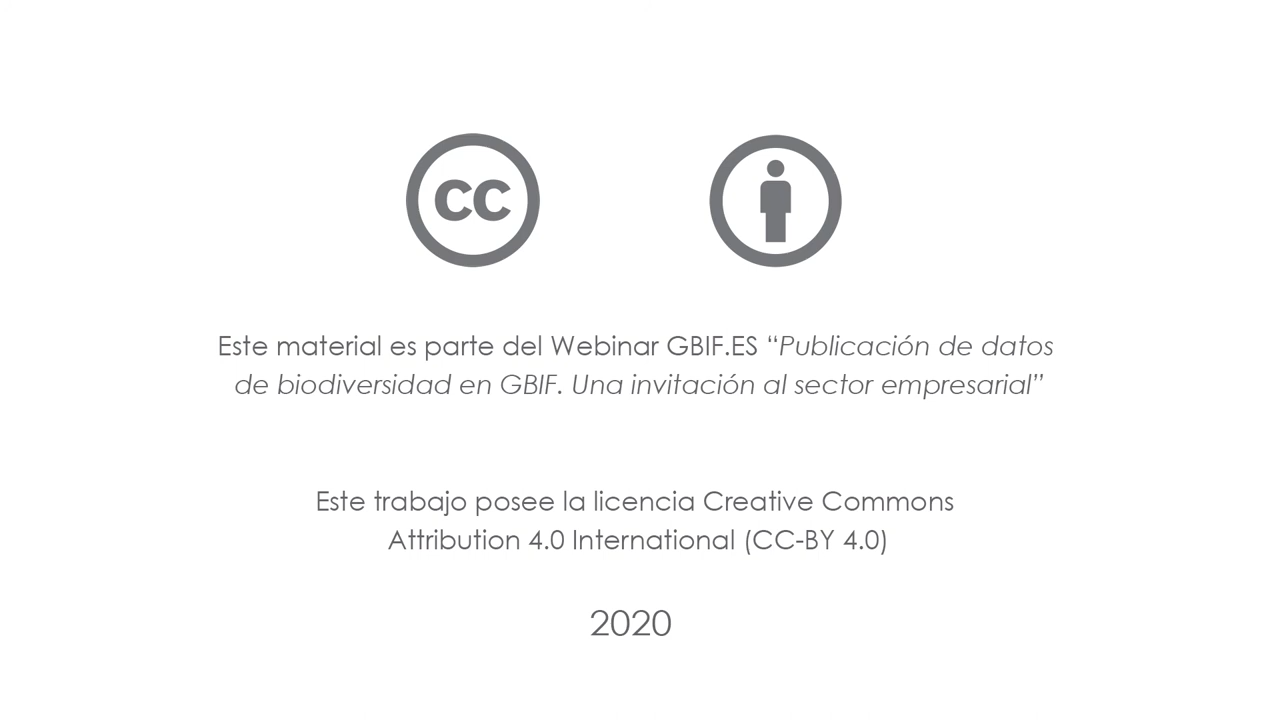 cc
Este material es parte del Webinar GBIF.ES “Publicación de datos
de biodiversidad en GBIF. Una invitación al sector empresarial”
Este trabajo posee la licencia Creative Commons
Attribution 4.0 International (CC-BY 4.0)
2020